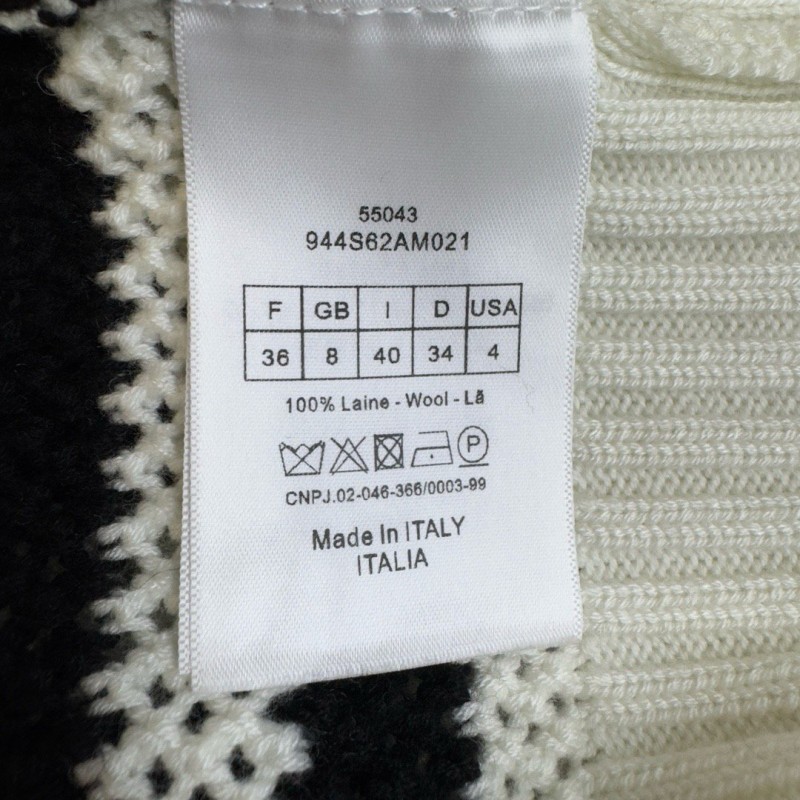 55043
944S62AM021
F GB I D USA
36 8 40 34 4
100% Laine - Wool - Lã
P
CNPJ.02-046-366/0003-99
Made in ITALY
ITALIA